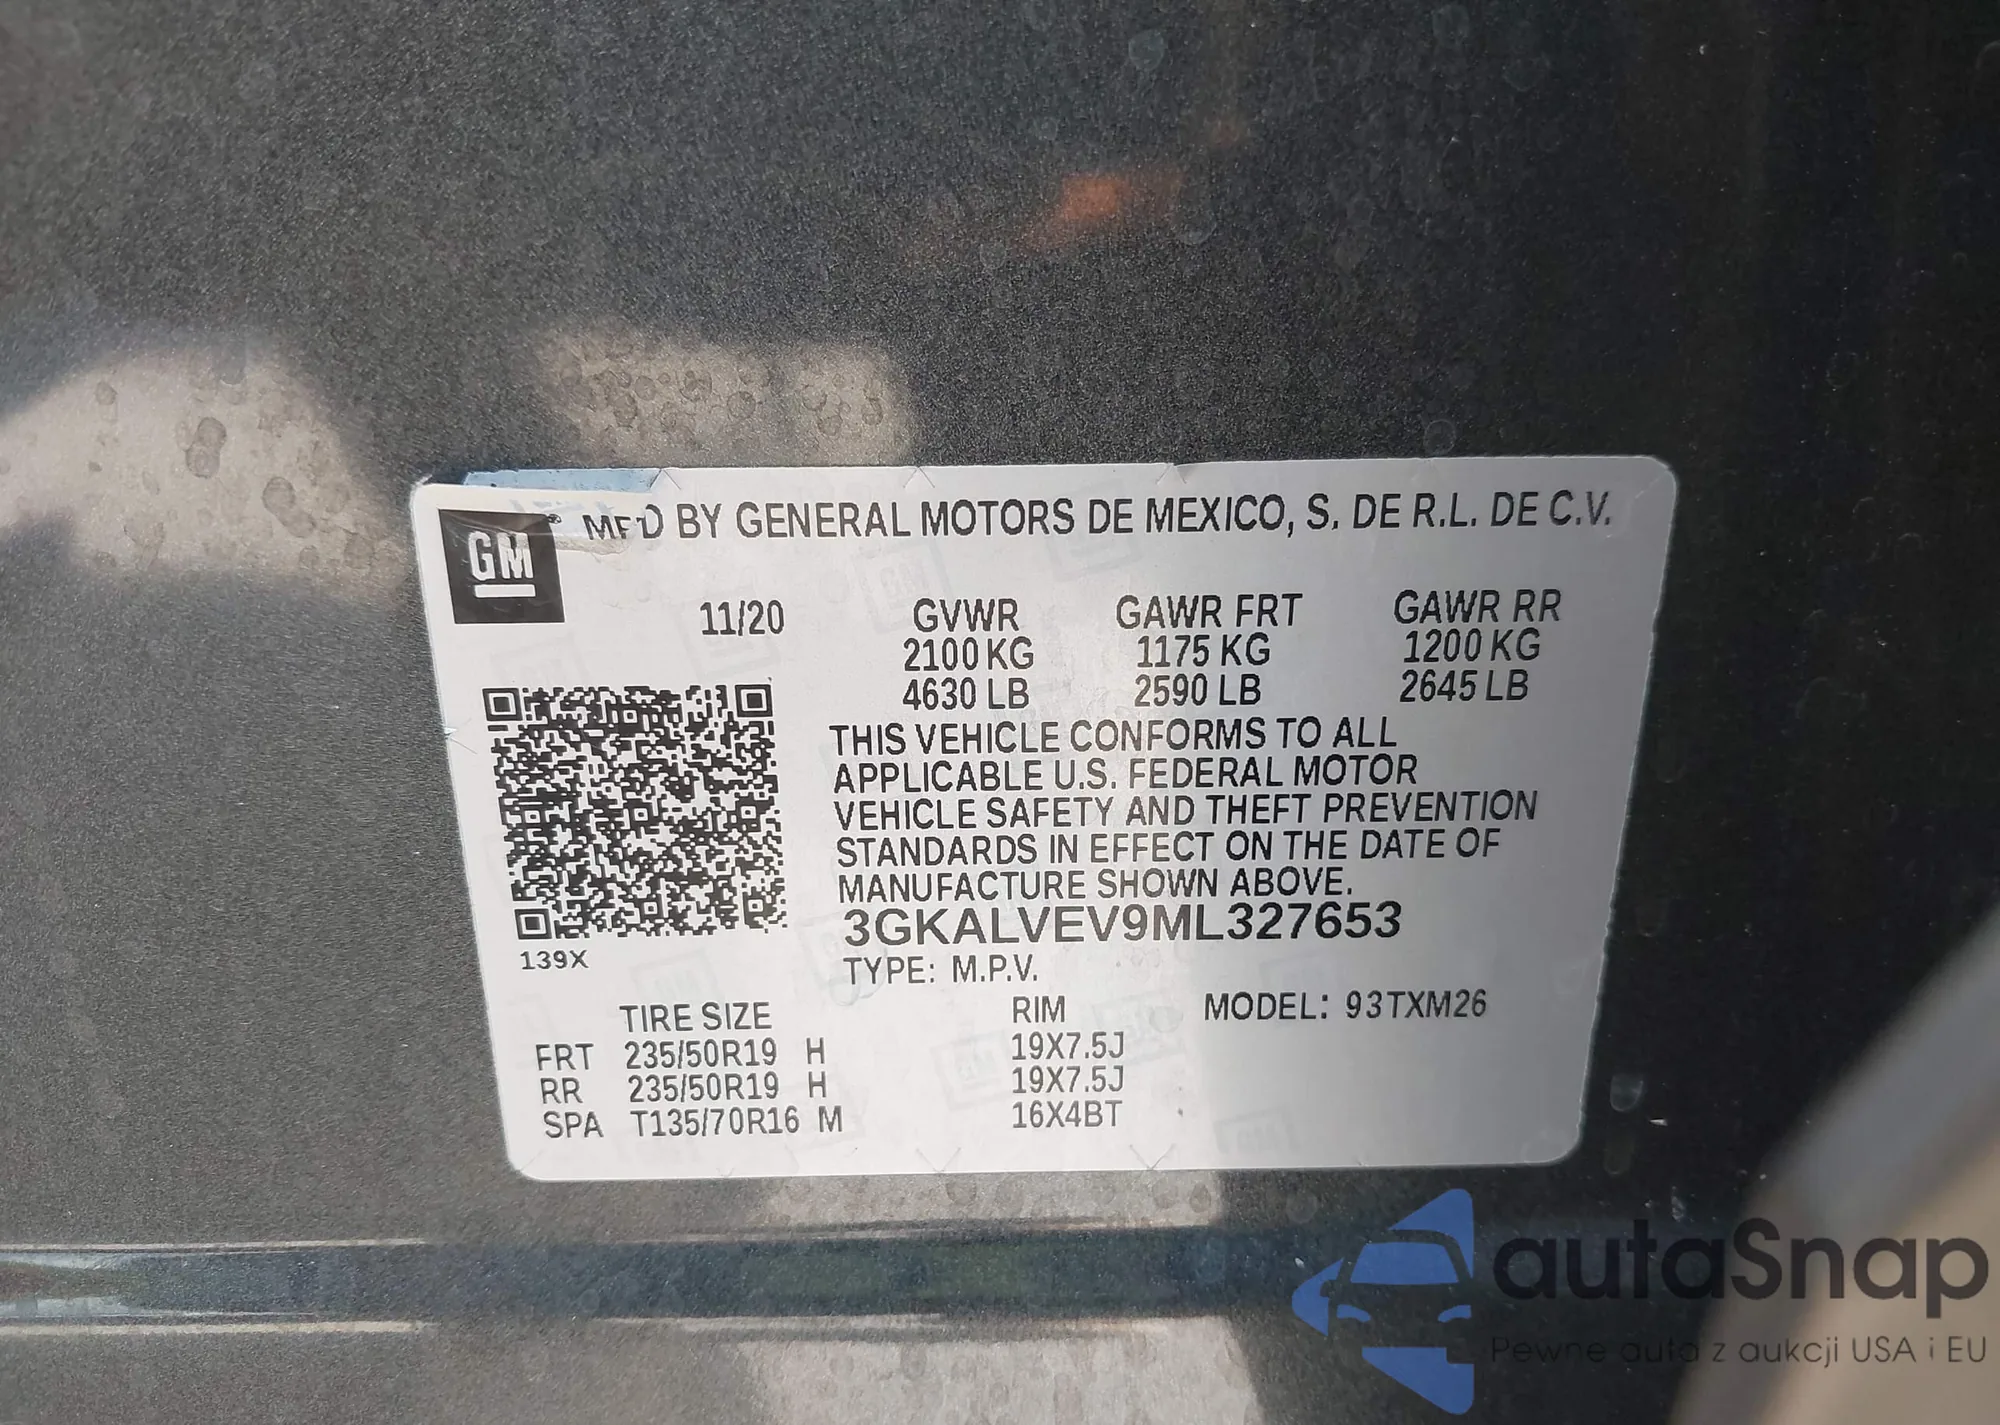 GM
MFD BY GENERAL MOTORS DE MEXICO, S. DE R.L. DE C.V.
11/20 GVWR GAWR FRT GAWR RR
2100 KG 1175 KG 1200 KG
4630 LB 2590 LB 2645 LB
THIS VEHICLE CONFORMS TO ALL
APPLICABLE U.S. FEDERAL MOTOR
VEHICLE SAFETY AND THEFT PREVENTION
STANDARDS IN EFFECT ON THE DATE OF
MANUFACTURE SHOWN ABOVE.
3GKALVEV9ML327653
139X
TYPE: M.P.V.
TIRE SIZE RIM MODEL: 93TXM26
FRT 235/50R19 H 19X7.5J
RR 235/50R19 H 19X7.5J
SPA T135/70R16 M 16X4BT
autaSnap
Pewne auta z aukcji USA i EU